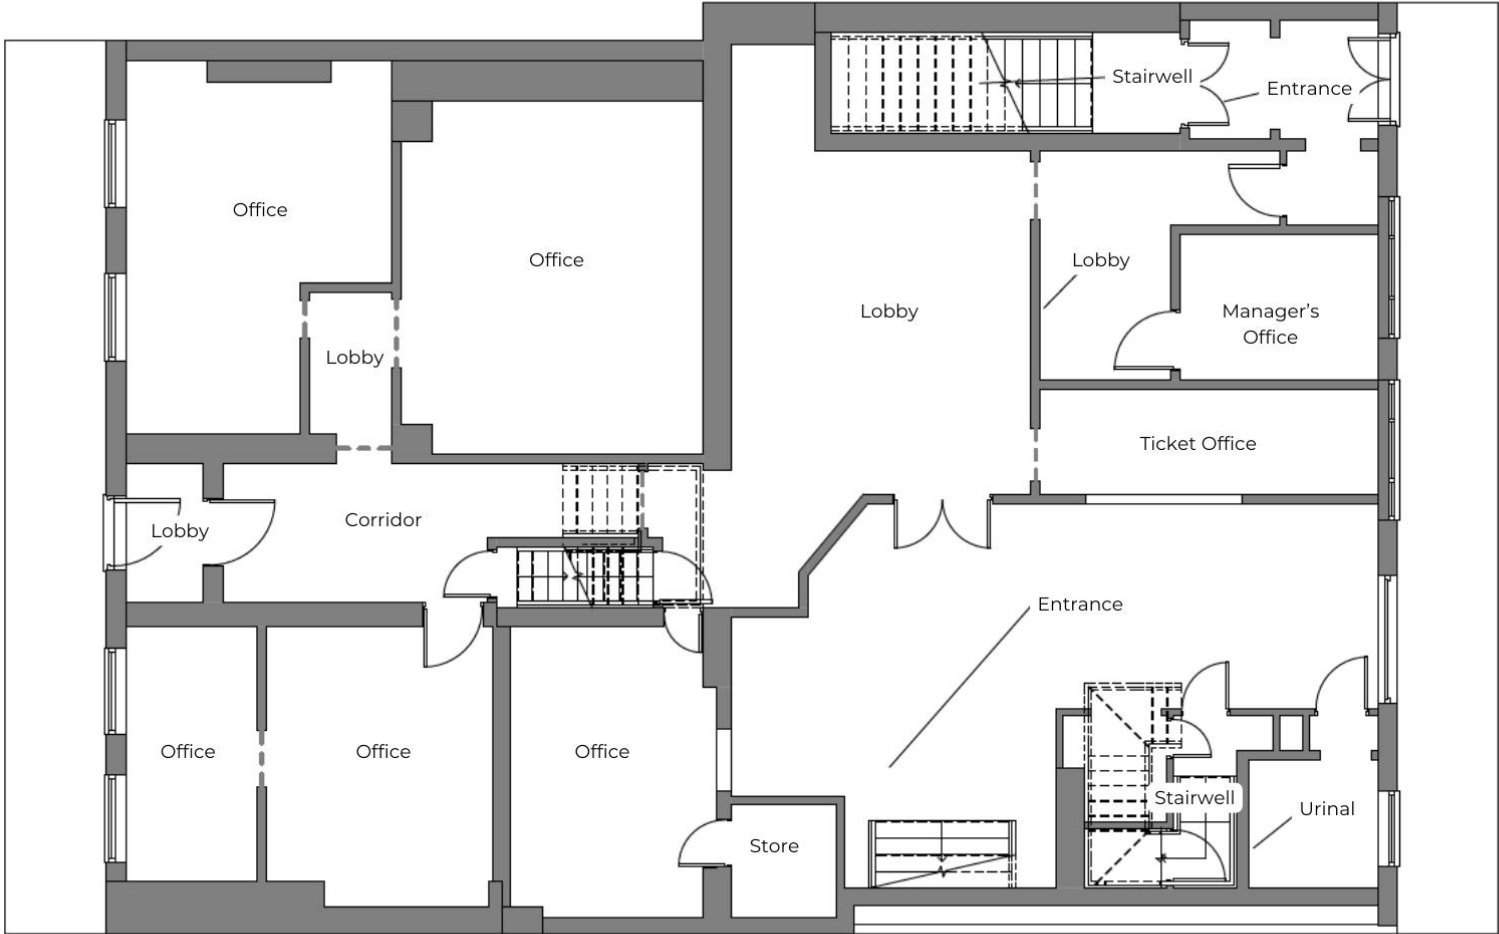 Stairwell
Entrance
Office
Office
Lobby
Lobby
Manager’s
Office
Lobby
Ticket Office
Lobby
Corridor
Entrance
Office
Office
Office
Store
Stairwell
Urinal